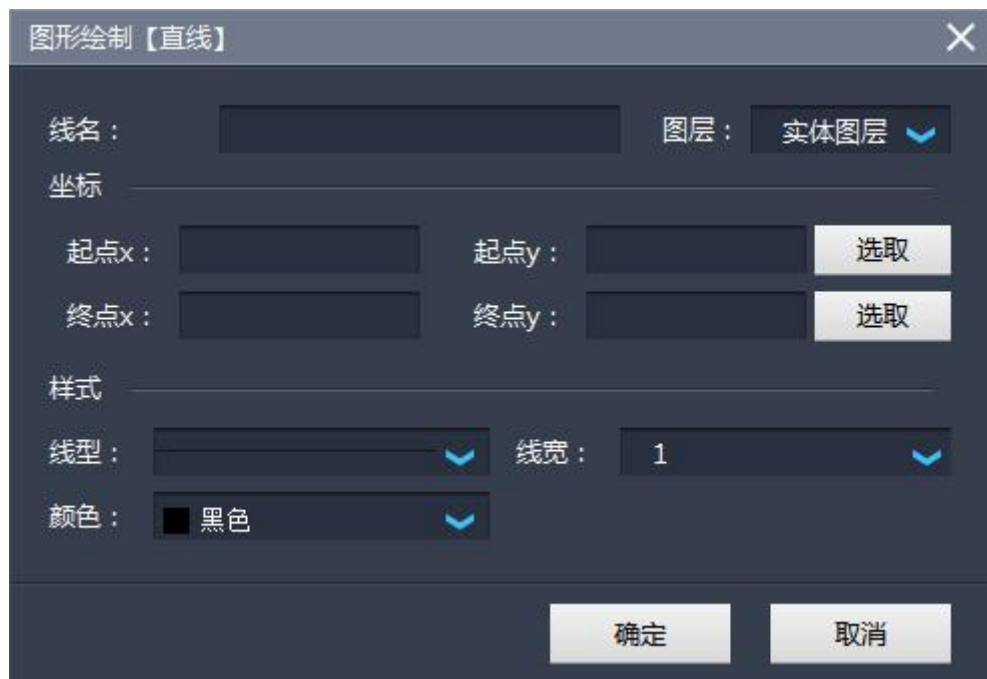 图形绘制【直线】
线名： 图层： 实体图层
坐标
起点x： 起点y： 选取
终点x： 终点y： 选取
样式
线型： 线宽： 1
颜色： 黑色
确定 取消